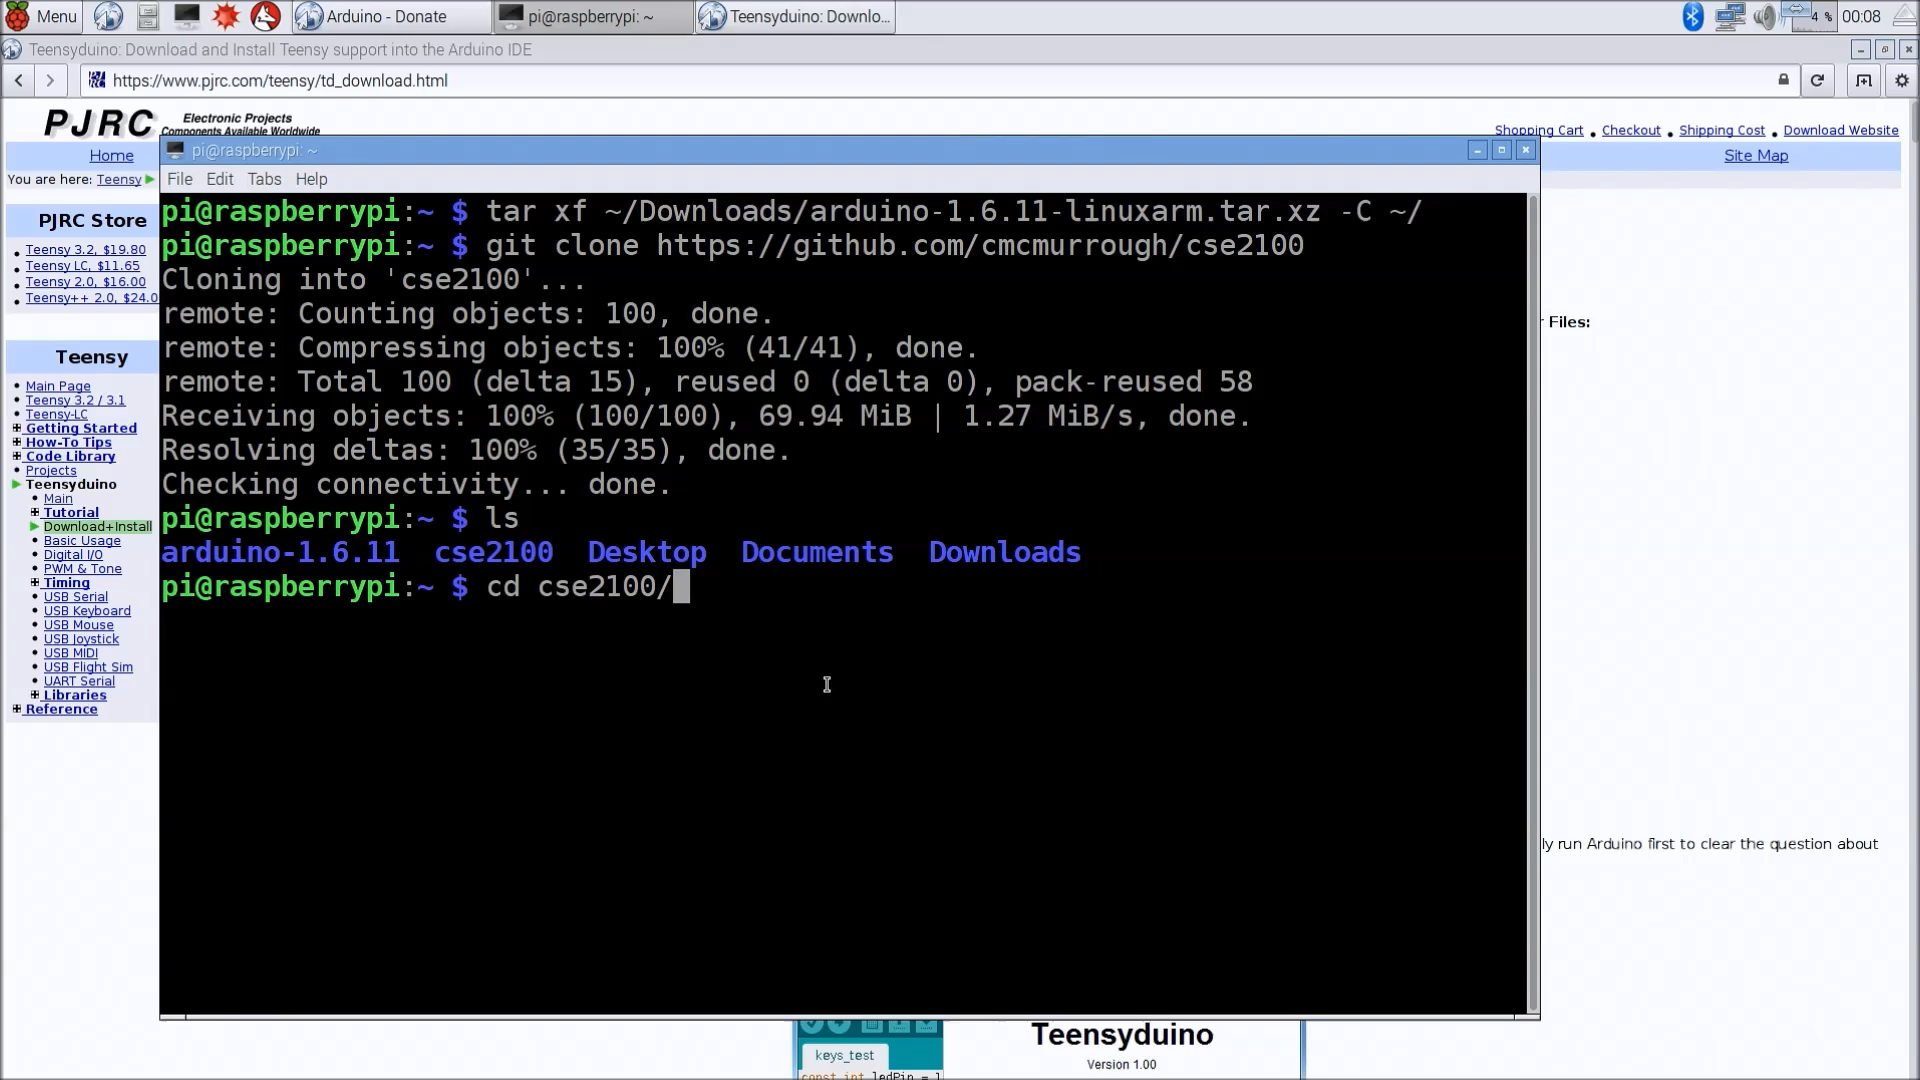 Menu
Arduino - Donate
pi@raspberrypi: ~
Teensyduino: Downlo...
4 %
00:08
Teensyduino: Download and Install Teensy support into the Arduino IDE
https://www.pjrc.com/teensy/td_download.html
PJRC
Electronic Projects
Components Available Worldwide
Shopping Cart
Checkout
Shipping Cost
Download Website
Home
Site Map
You are here: Teensy
PJRC Store
Teensy 3.2, $19.80
Teensy LC, $11.65
Teensy 2.0, $16.00
Teensy++ 2.0, $24.0
Teensy
Main Page
Teensy 3.2 / 3.1
Teensy-LC
Getting Started
How-To Tips
Code Library
Projects
Teensyduino
Main
Tutorial
Download+Install
Basic Usage
Digital I/O
PWM & Tone
Timing
USB Serial
USB Keyboard
USB Mouse
USB Joystick
USB MIDI
USB Flight Sim
UART Serial
Libraries
Reference
pi@raspberrypi: ~
File Edit Tabs Help
pi@raspberrypi:~ $ tar xf ~/Downloads/arduino-1.6.11-linuxarm.tar.xz -C ~/
pi@raspberrypi:~ $ git clone https://github.com/cmcmurrough/cse2100
Cloning into 'cse2100'...
remote: Counting objects: 100, done.
remote: Compressing objects: 100% (41/41), done.
remote: Total 100 (delta 15), reused 0 (delta 0), pack-reused 58
Receiving objects: 100% (100/100), 69.94 MiB | 1.27 MiB/s, done.
Resolving deltas: 100% (35/35), done.
Checking connectivity... done.
pi@raspberrypi:~ $ ls
arduino-1.6.11 cse2100 Desktop Documents Downloads
pi@raspberrypi:~ $ cd cse2100/
Files:
ly run Arduino first to clear the question about
keys_test
const int ledPin = 1
Teensyduino
Version 1.00